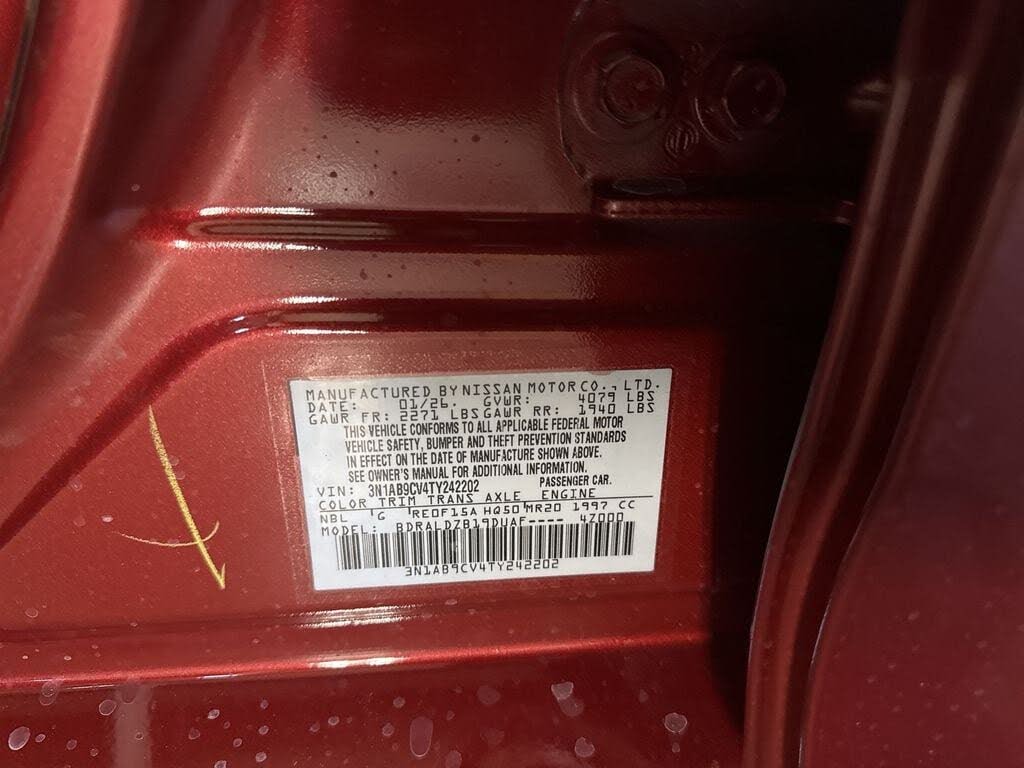 MANUFACTURED BY NISSAN MOTOR CO., LTD.
DATE: 01/26. GVWR: 4079 LBS
GAWR FR: 2271 LBS GAWR RR: 1940 LBS
THIS VEHICLE CONFORMS TO ALL APPLICABLE FEDERAL MOTOR
VEHICLE SAFETY, BUMPER AND THEFT PREVENTION STANDARDS
IN EFFECT ON THE DATE OF MANUFACTURE SHOWN ABOVE.
SEE OWNER'S MANUAL FOR ADDITIONAL INFORMATION.
VIN: 3N1AB9CV4TY242202 PASSENGER CAR.
COLOR TRIM TRANS AXLE ENGINE
NBL G RE0F15A HQ50 MR20 1997 CC
MODEL: BDRALDZB19DUAF---- 4Z000
3N1AB9CV4TY242202